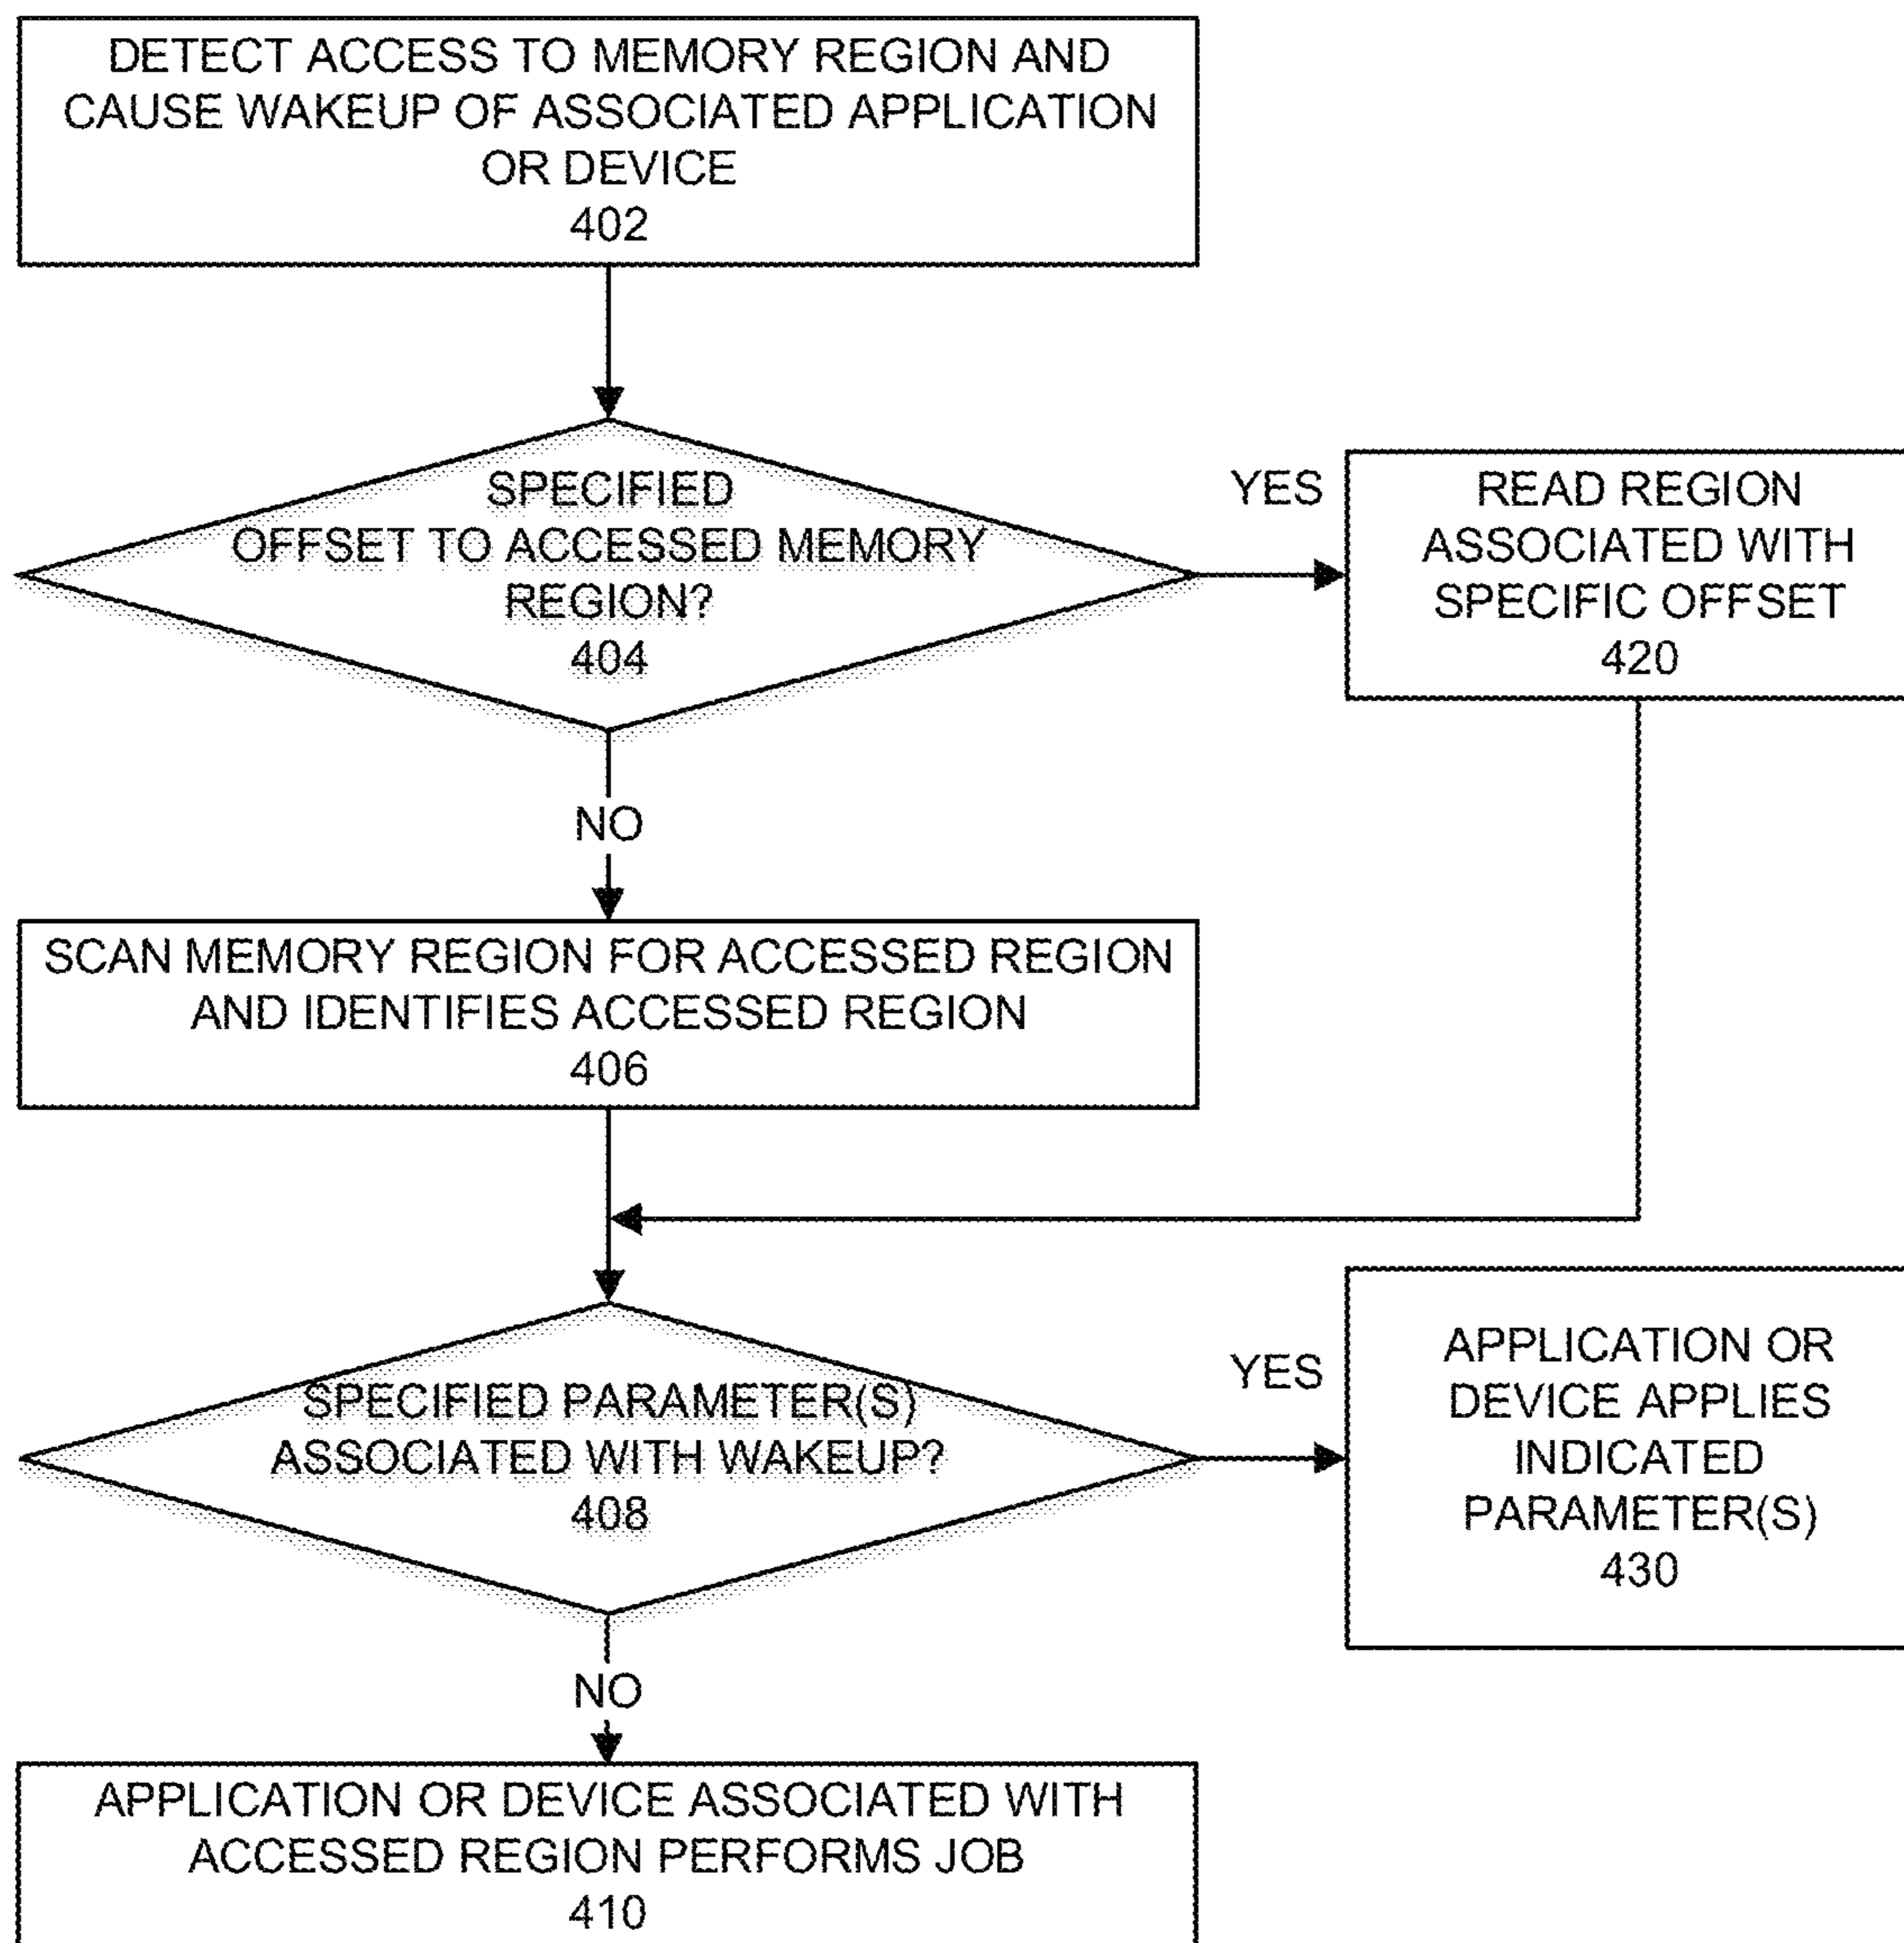 DETECT ACCESS TO MEMORY REGION AND
CAUSE WAKEUP OF ASSOCIATED APPLICATION
OR DEVICE
402
SPECIFIED
OFFSET TO ACCESSED MEMORY
REGION?
404
YES
READ REGION
ASSOCIATED WITH
SPECIFIC OFFSET
420
NO
SCAN MEMORY REGION FOR ACCESSED REGION
AND IDENTIFIES ACCESSED REGION
406
SPECIFIED PARAMETER(S)
ASSOCIATED WITH WAKEUP?
408
YES
APPLICATION OR
DEVICE APPLIES
INDICATED
PARAMETER(S)
430
NO
APPLICATION OR DEVICE ASSOCIATED WITH
ACCESSED REGION PERFORMS JOB
410